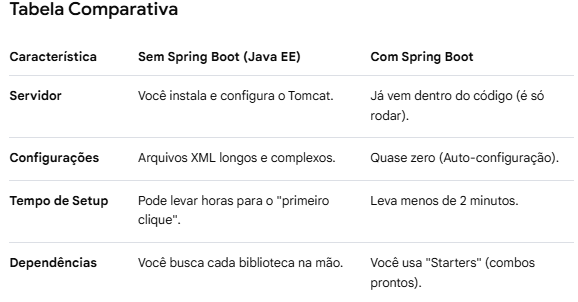 Tabela Comparativa
Característica Sem Spring Boot (Java EE) Com Spring Boot
Servidor Você instala e configura o Tomcat. Já vem dentro do código (é só
rodar).
Configurações Arquivos XML longos e complexos. Quase zero (Auto-configuração).
Tempo de Setup Pode levar horas para o "primeiro Leva menos de 2 minutos.
clique".
Dependências Você busca cada biblioteca na mão. Você usa "Starters" (combos
prontos).